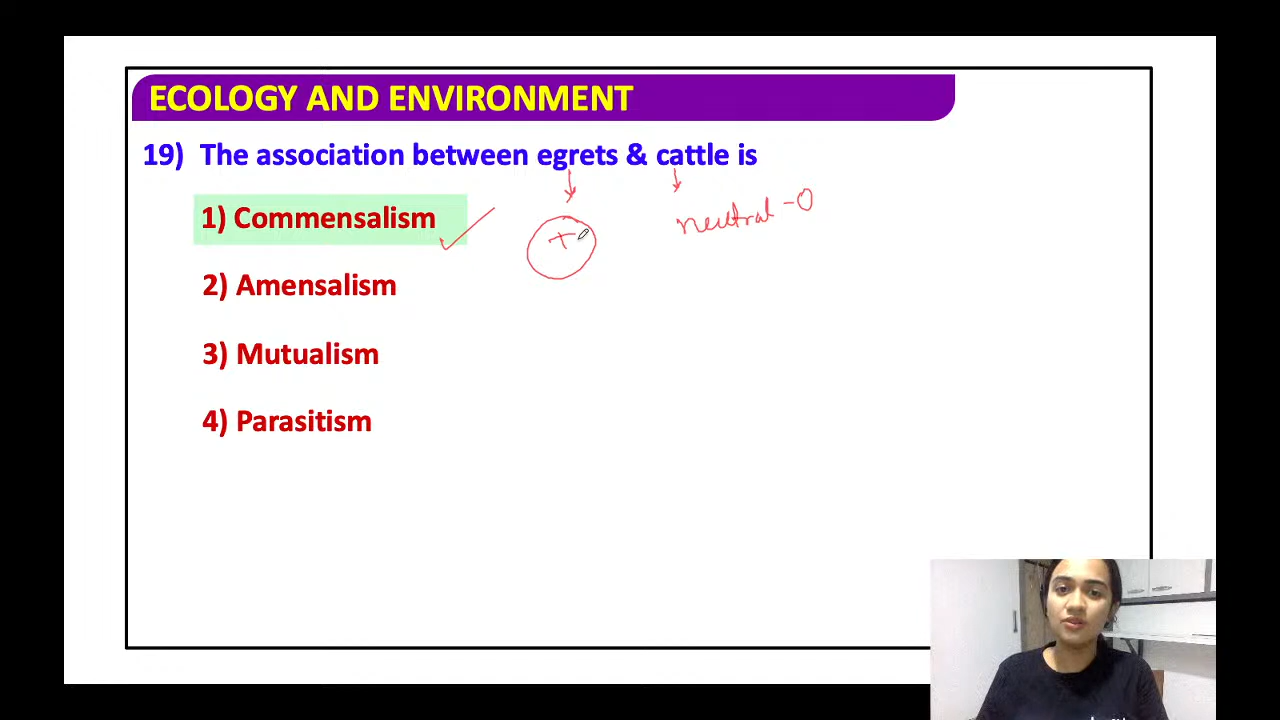 ECOLOGY AND ENVIRONMENT
19) The association between egrets & cattle is
1) Commensalism
+
neutral - 0
2) Amensalism
3) Mutualism
4) Parasitism